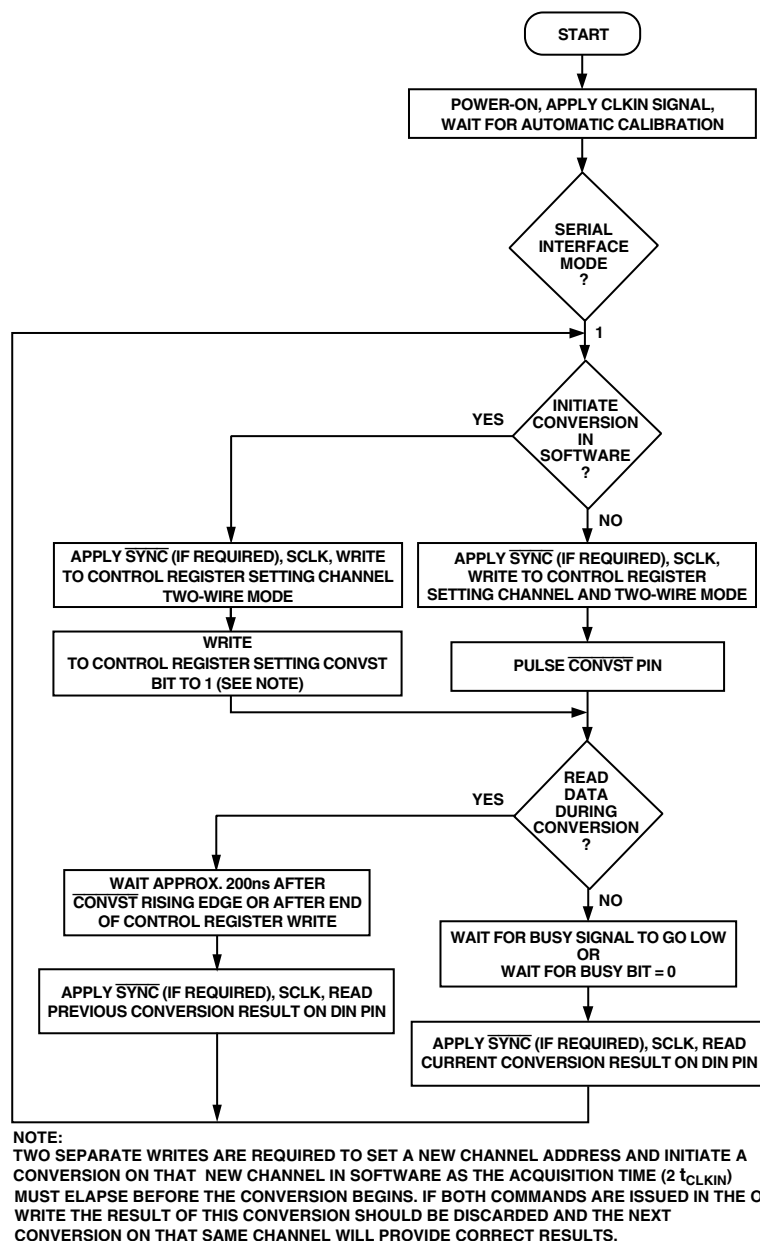 START
POWER-ON, APPLY CLKIN SIGNAL,
WAIT FOR AUTOMATIC CALIBRATION
SERIAL
INTERFACE
MODE
?
1
INITIATE
CONVERSION
IN
SOFTWARE
?
YES
NO
APPLY SYNC (IF REQUIRED), SCLK, WRITE
TO CONTROL REGISTER SETTING CHANNEL
TWO-WIRE MODE
APPLY SYNC (IF REQUIRED), SCLK,
WRITE TO CONTROL REGISTER
SETTING CHANNEL AND TWO-WIRE MODE
WRITE
TO CONTROL REGISTER SETTING CONVST
BIT TO 1 (SEE NOTE)
PULSE CONVST PIN
READ
DATA
DURING
CONVERSION
?
YES
NO
WAIT APPROX. 200ns AFTER
CONVST RISING EDGE OR AFTER END
OF CONTROL REGISTER WRITE
WAIT FOR BUSY SIGNAL TO GO LOW
OR
WAIT FOR BUSY BIT = 0
APPLY SYNC (IF REQUIRED), SCLK, READ
PREVIOUS CONVERSION RESULT ON DIN PIN
APPLY SYNC (IF REQUIRED), SCLK, READ
CURRENT CONVERSION RESULT ON DIN PIN
NOTE:
TWO SEPARATE WRITES ARE REQUIRED TO SET A NEW CHANNEL ADDRESS AND INITIATE A
CONVERSION ON THAT NEW CHANNEL IN SOFTWARE AS THE ACQUISITION TIME (2 tCLKIN)
MUST ELAPSE BEFORE THE CONVERSION BEGINS. IF BOTH COMMANDS ARE ISSUED IN THE
WRITE THE RESULT OF THIS CONVERSION SHOULD BE DISCARDED AND THE NEXT
CONVERSION ON THAT SAME CHANNEL WILL PROVIDE CORRECT RESULTS.